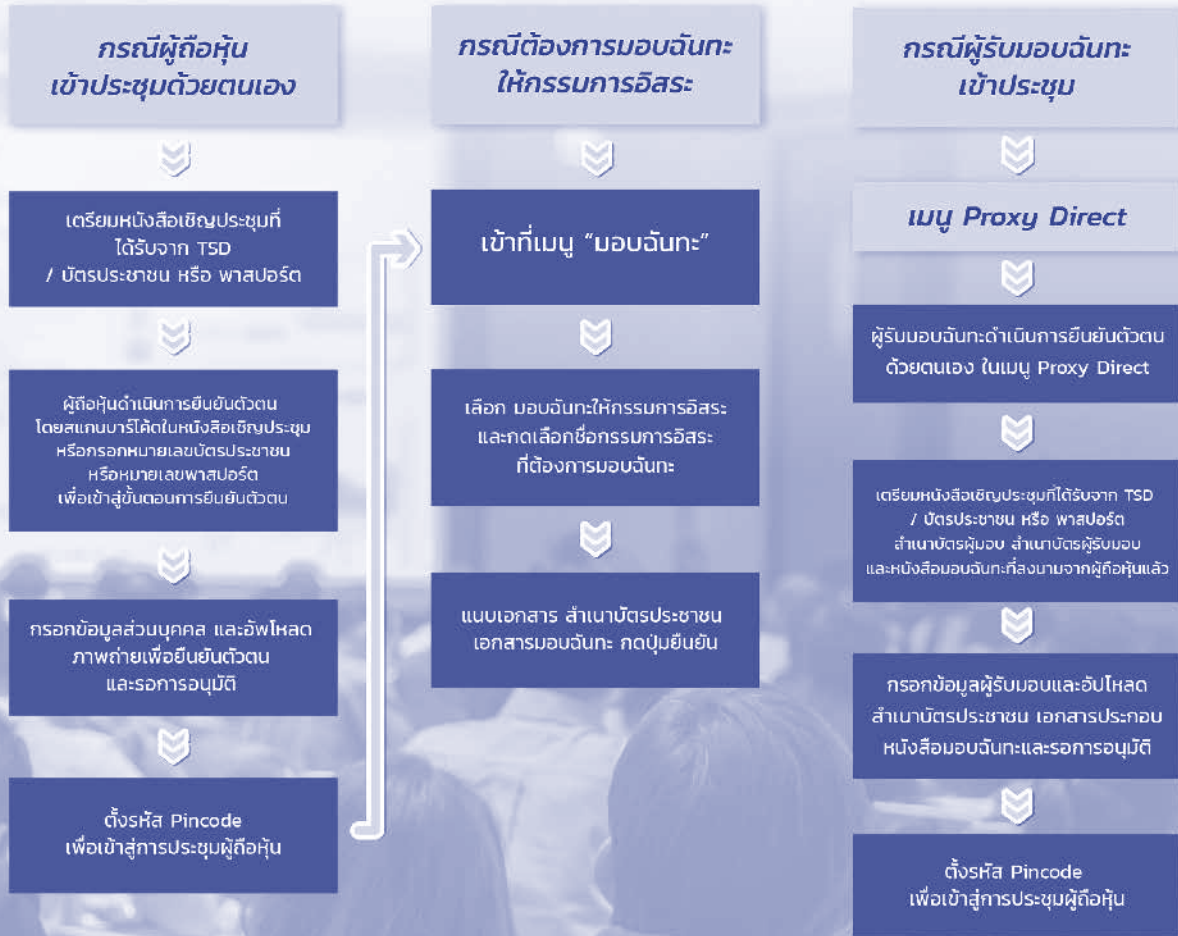 กรณีผู้ถือหุ้น
เข้าประชุมด้วยตนเอง
เตรียมหนังสือเชิญประชุมที่
ได้รับจาก TSD
/ บัตรประชาชน หรือ พาสปอร์ต
ผู้ถือหุ้นดำเนินการยืนยันตัวตน
โดยสแกนบาร์โค้ดในหนังสือเชิญประชุม
หรือกรอกหมายเลขบัตรประชาชน
หรือหมายเลขพาสปอร์ต
เพื่อเข้าสู่ขั้นตอนการยืนยันตัวตน
กรอกข้อมูลส่วนบุคคล และอัพโหลด
ภาพถ่ายเพื่อยืนยันตัวตน
และรอการอนุมัติ
ตั้งรหัส Pincode
เพื่อเข้าสู่การประชุมผู้ถือหุ้น
กรณีต้องการมอบฉันทะ
ให้กรรมการอิสระ
เข้าที่เมนู “มอบฉันทะ”
เลือก มอบฉันทะให้กรรมการอิสระ
และกดเลือกชื่อกรรมการอิสระ
ที่ต้องการมอบฉันทะ
แนบเอกสาร สำเนาบัตรประชาชน
เอกสารมอบฉันทะ กดปุ่มยืนยัน
กรณีผู้รับมอบฉันทะ
เข้าประชุม
เมนู Proxy Direct
ผู้รับมอบฉันทะดำเนินการยืนยันตัวตน
ด้วยตนเอง ในเมนู Proxy Direct
เตรียมหนังสือเชิญประชุมที่ได้รับจาก TSD
/ บัตรประชาชน หรือ พาสปอร์ต
สำเนาบัตรผู้มอบ สำเนาบัตรผู้รับมอบ
และหนังสือมอบฉันทะที่ลงนามจากผู้ถือหุ้นแล้ว
กรอกข้อมูลผู้รับมอบและอัปโหลด
สำเนาบัตรประชาชน เอกสารประกอบ
หนังสือมอบฉันทะและรอการอนุมัติ
ตั้งรหัส Pincode
เพื่อเข้าสู่การประชุมผู้ถือหุ้น